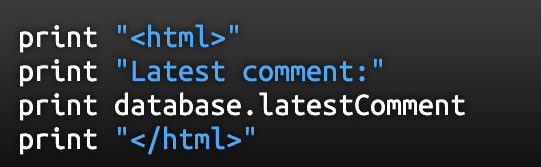 print "<html>"
print "Latest comment:"
print database.latestComment
print "</html>"